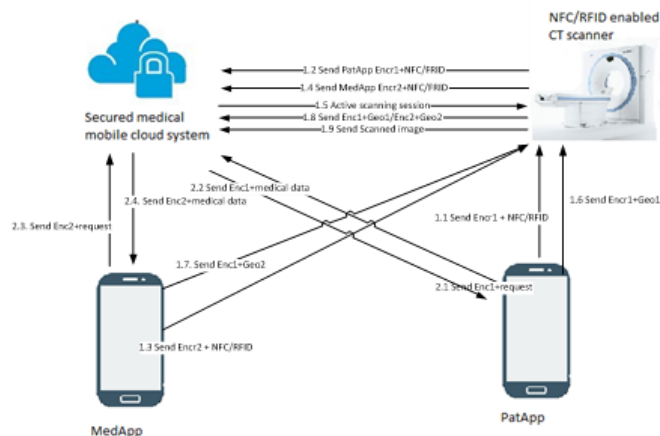 NFC/RFID enabled
CT scanner
1.2 Send PatApp Encr1+NFC/FRID
1.4 Send MedApp Encr2+NFC/FRID
1.5 Active scanning session
1.8 Send Enc1+Geo1/Enc2+Geo2
1.9 Send Scanned image
Secured medical
mobile cloud system
2.2 Send Enc1+medical data
2.4. Send Enc2+medical data
1.6 Send Encr1+Geo1
2.3. Send Enc2+request
1.1 Send Encr1 + NFC/RFID
1.7. Send Enc1+Geo2
2.1 Send Enc1+request
1.3 Send Encr2 + NFC/RFID
PatApp
MedApp